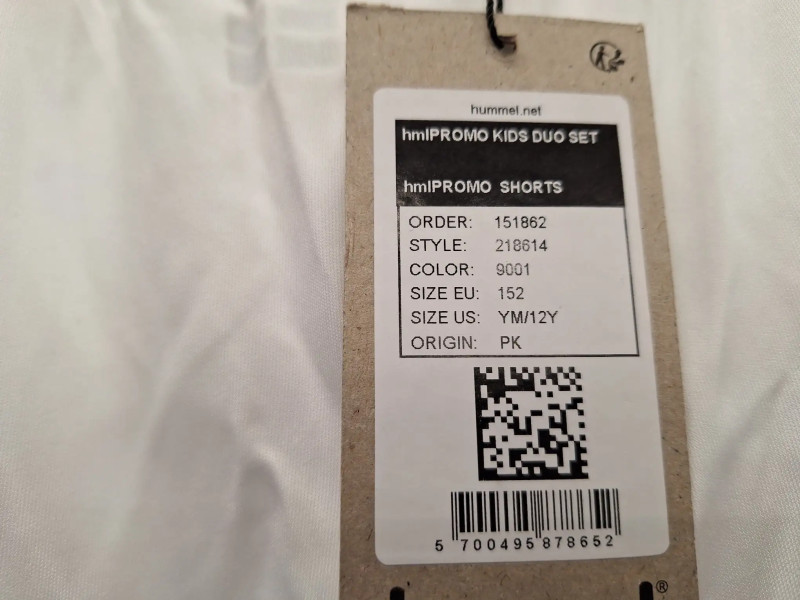 hummel.net
hmlPROMO KIDS DUO SET
hmlPROMO SHORTS
ORDER: 151862
STYLE: 218614
COLOR: 9001
SIZE EU: 152
SIZE US: YM/12Y
ORIGIN: PK
5 700495 878652
®